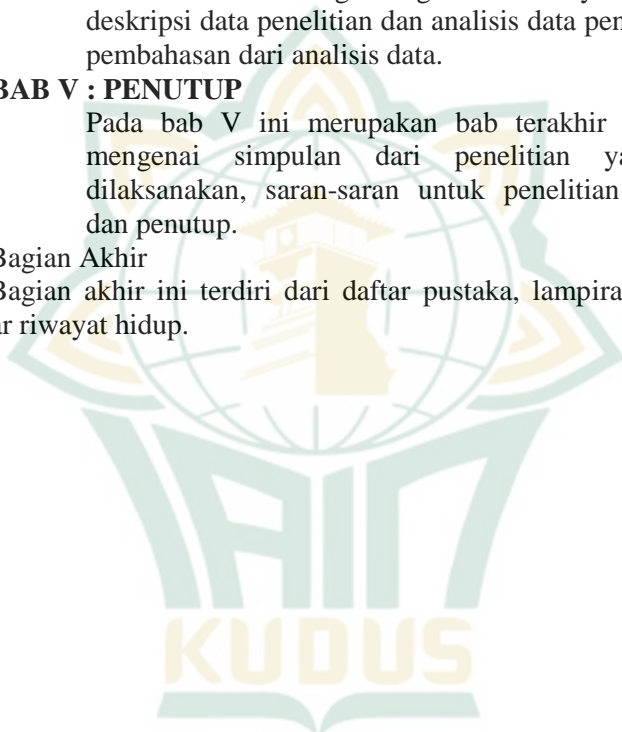 deskripsi data penelitian dan analisis data
pembahasan dari analisis data.
BAB V : PENUTUP
Pada bab V ini merupakan bab terakhir
mengenai simpulan dari penelitian
dilaksanakan, saran-saran untuk penelitian
dan penutup.
Bagian Akhir
Bagian akhir ini terdiri dari daftar pustaka,
riwayat hidup.
IAIN
KUDUS